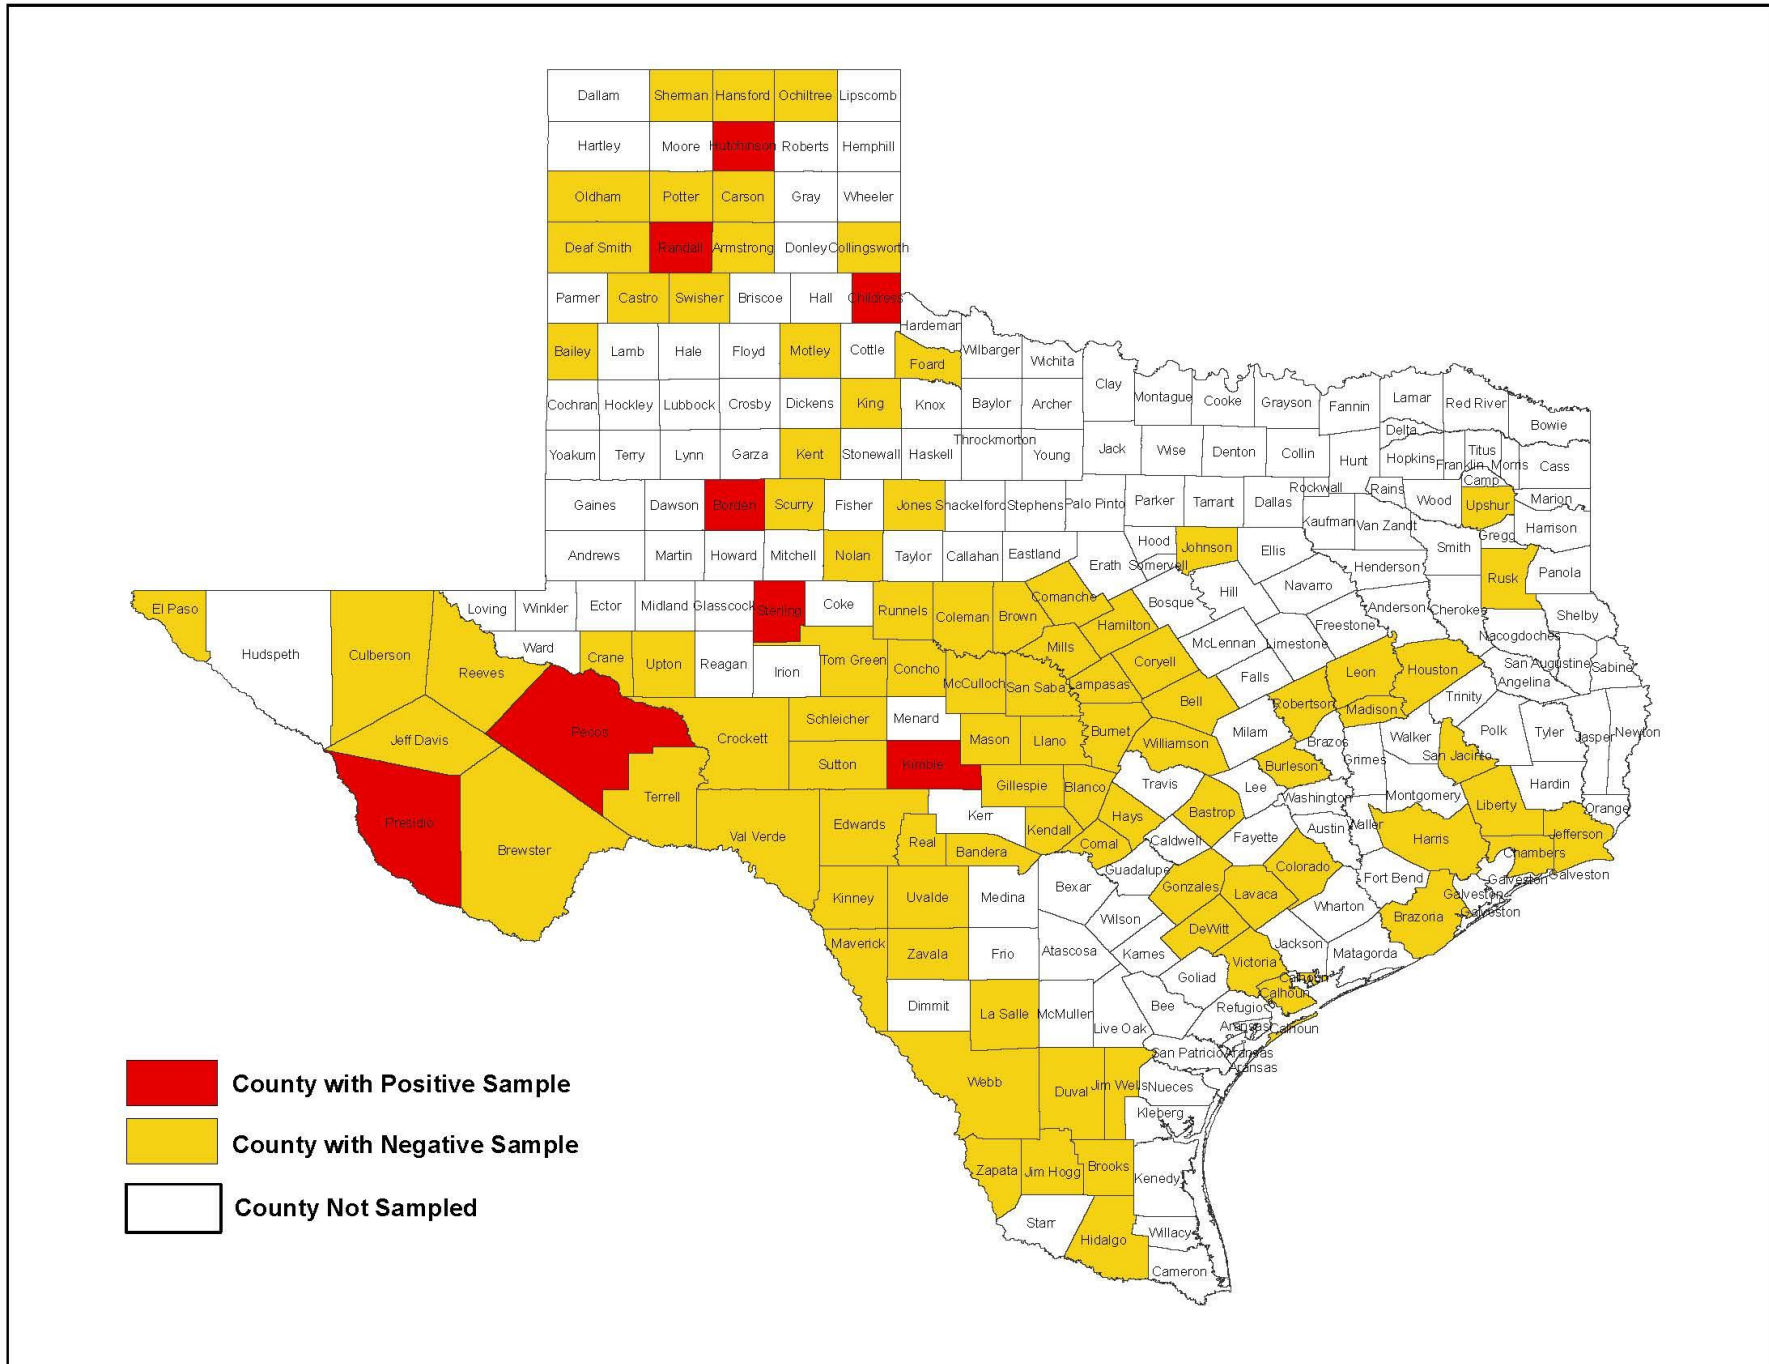 Dallam Sherman Hansford Ochiltree Lipscomb
Hartley Moore Hutchinson Roberts Hemphill
Oldham Potter Carson Gray Wheeler
Deaf Smith Randall Armstrong Donley Collingsworth
Parmer Castro Swisher Briscoe Hall Childress
Hardeman
Bailey Lamb Hale Floyd Motley Cottle Foard Wilbarger Wichita
Clay Montague Cooke Grayson Fannin Lamar Red River
Cochran Hockley Lubbock Crosby Dickens King Knox Baylor Archer
Delta Bowie
Yoakum Terry Lynn Garza Kent Stonewall Haskell Throckmorton Young Jack Wise Denton Collin Hunt Hopkins Franklin Titus Morris Cass
Camp
Gaines Dawson Borden Scurry Fisher Jones Shackelford Stephens Palo Pinto Parker Tarrant Dallas Rockwall Rains Wood Upshur Marion
Kaufman Van Zandt Gregg Harrison
Andrews Martin Howard Mitchell Nolan Taylor Callahan Eastland Erath Hood Somervell Johnson Ellis Henderson Smith Rusk Panola
El Paso Hudspeth Culberson Reeves Loving Winkler Ector Midland Glasscock Sterling Coke Runnels Coleman Brown Comanche Bosque Hill Navarro Anderson Cherokee Shelby
Hamilton McLennan Limestone Freestone Nacogdoches
Ward Crane Upton Reagan Irion Tom Green Concho McCulloch San Saba Mills Lampasas Coryell Falls Leon Houston San Augustine Sabine
Angelina
Jeff Davis Pecos Crockett Schleicher Menard Mason Llano Burnet Bell Milam Robertson Madison Trinity
Brazos Walker Polk Tyler Jasper Newton
Sutton Kimble Williamson Burleson Grimes San Jacinto Hardin
Presidio Brewster Terrell Val Verde Edwards Gillespie Blanco Travis Lee Washington Montgomery Liberty Orange
Kerr Kendall Hays Bastrop Fayette Austin Waller Harris Jefferson
Real Bandera Comal Caldwell Guadalupe Colorado Chambers
Fort Bend Galveston Galveston
Kinney Uvalde Medina Bexar Gonzales Lavaca Wharton Brazoria Galveston
Galveston
Wilson DeWitt
Maverick Zavala Frio Atascosa Karnes Victoria Jackson Matagorda
Goliad Calhoun
Calhoun
Dimmit La Salle McMullen Live Oak Bee Refugio Aransas Calhoun
San Patricio Aransas
Aransas
Webb Duval Jim Wells Nueces
Kleberg
Zapata Jim Hogg Brooks Kenedy
Starr Hidalgo Willacy
Cameron
County with Positive Sample
County with Negative Sample
County Not Sampled